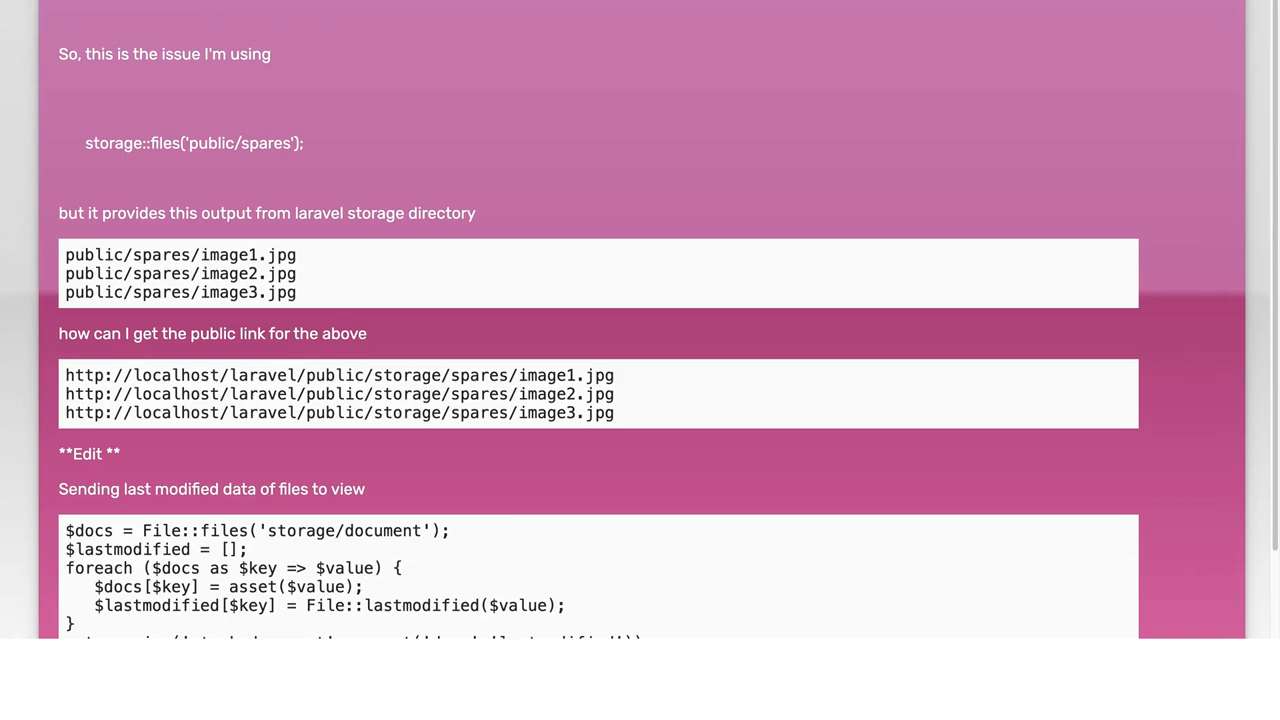 So, this is the issue I'm using
storage::files('public/spares');
but it provides this output from laravel storage directory
public/spares/image1.jpg
public/spares/image2.jpg
public/spares/image3.jpg
how can I get the public link for the above
http://localhost/laravel/public/storage/spares/image1.jpg
http://localhost/laravel/public/storage/spares/image2.jpg
http://localhost/laravel/public/storage/spares/image3.jpg
**Edit **
Sending last modified data of files to view
$docs = File::files('storage/document');
$lastmodified = [];
foreach ($docs as $key => $value) {
$docs[$key] = asset($value);
$lastmodified[$key] = File::lastmodified($value);
}